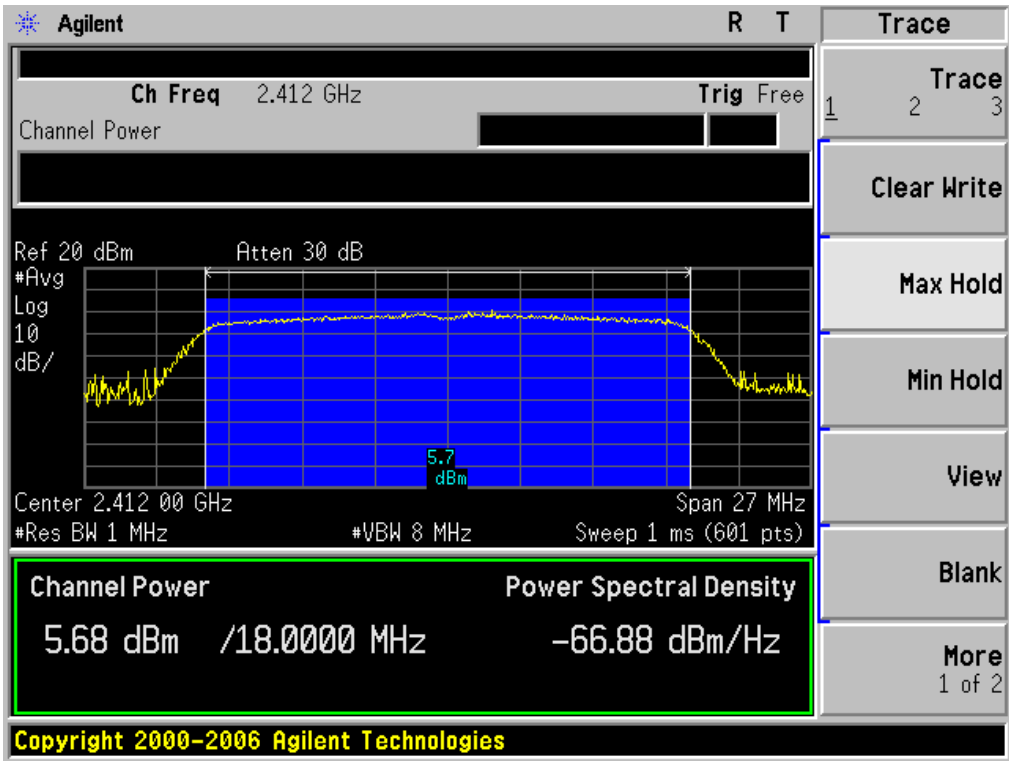 Agilent R T Trace
Ch Freq 2.412 GHz Trig Free
Channel Power
Trace
1 2 3
Clear Write
Max Hold
Min Hold
View
Blank
More
1 of 2
Ref 20 dBm Atten 30 dB
#Avg
Log
10
dB/
5.7
dBm
Center 2.412 00 GHz Span 27 MHz
#Res BW 1 MHz #VBW 8 MHz Sweep 1 ms (601 pts)
Channel Power Power Spectral Density
5.68 dBm /18.0000 MHz -66.88 dBm/Hz
Copyright 2000-2006 Agilent Technologies